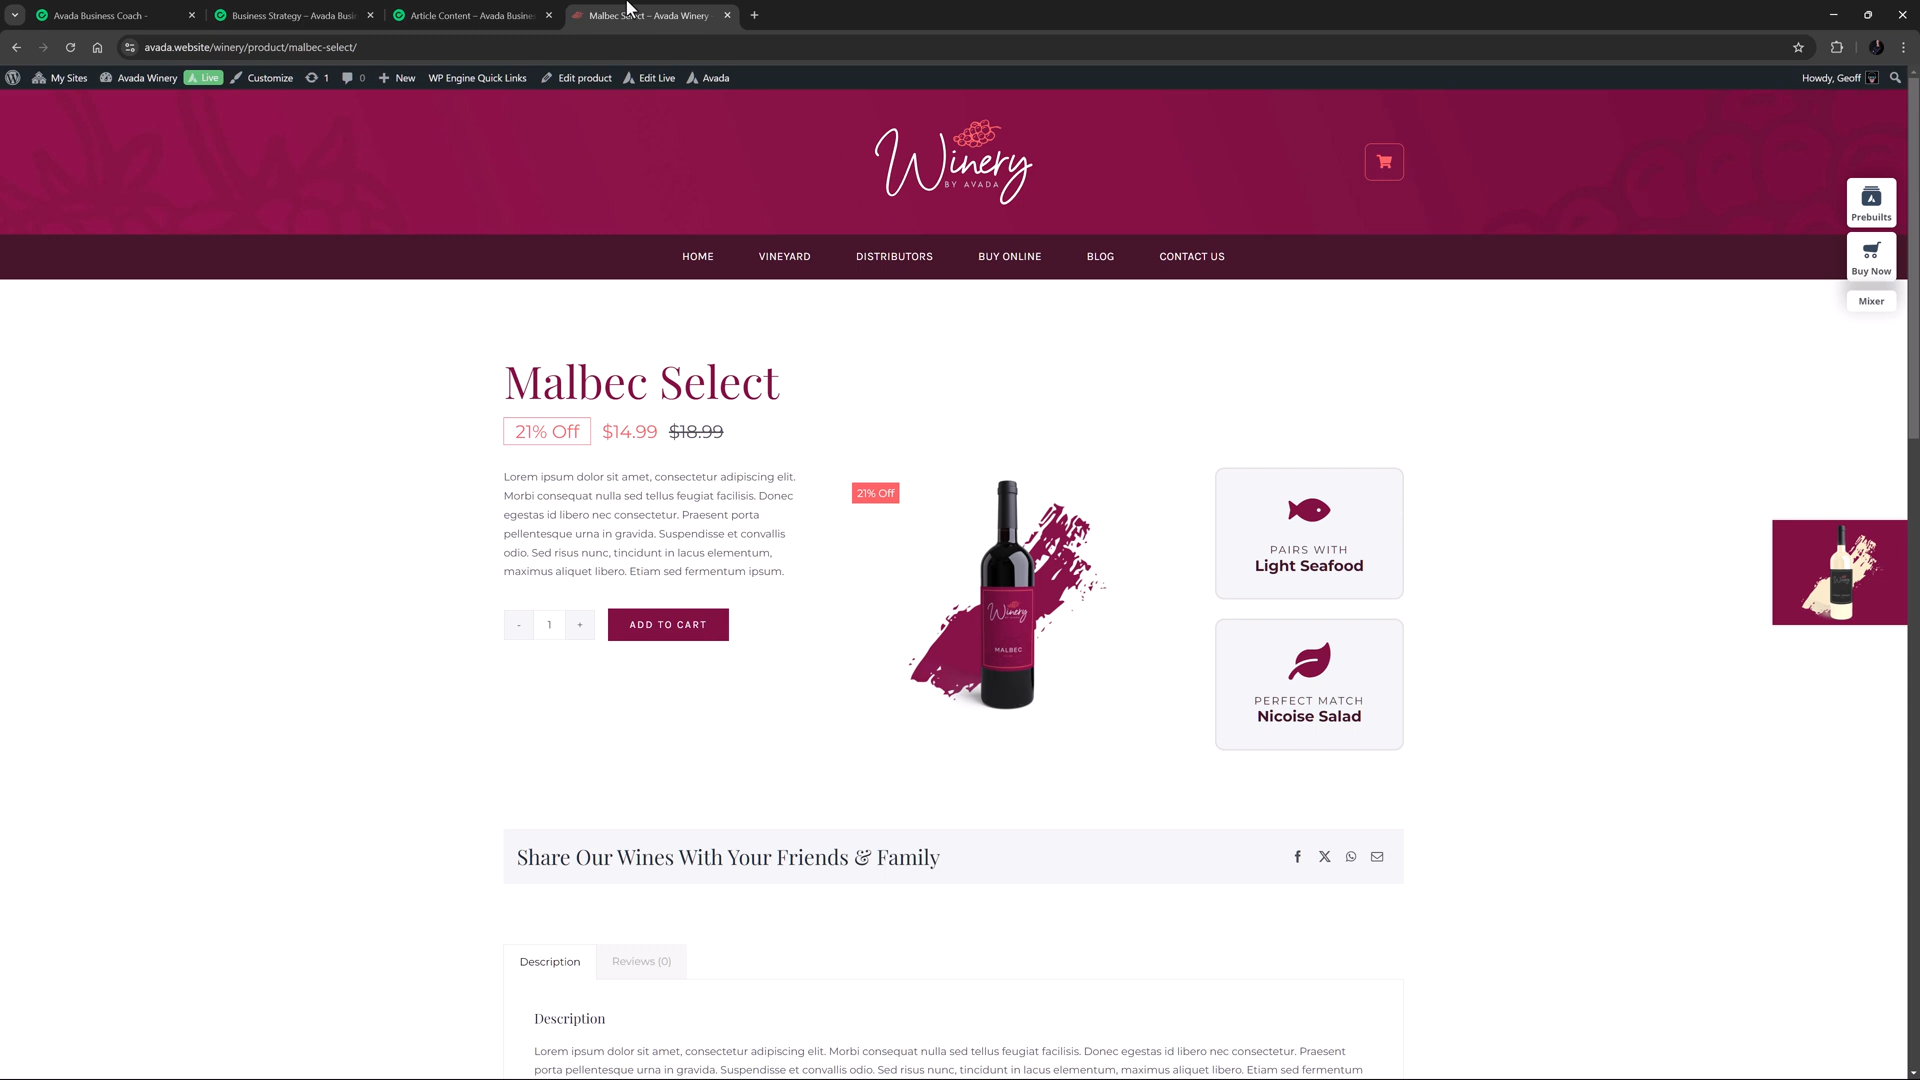 Avada Business Coach -
Business Strategy – Avada Busi
Article Content – Avada Busine
Malbec Select – Avada Winery
avada.website/winery/product/malbec-select/
My Sites
Avada Winery
Live
Customize
1
0
New
WP Engine Quick Links
Edit product
Edit Live
Avada
Howdy, Geoff
Winery
BY AVADA
Prebuilts
Buy Now
Mixer
HOME
VINEYARD
DISTRIBUTORS
BUY ONLINE
BLOG
CONTACT US
Malbec Select
21% Off $14.99 $18.99
Lorem ipsum dolor sit amet, consectetur adipiscing elit.
Morbi consequat nulla sed tellus feugiat facilisis. Donec
egestas id libero nec consectetur. Praesent porta
pellentesque urna in gravida. Suspendisse et convallis
odio. Sed risus nunc, tincidunt in lacus elementum,
maximus aliquet libero. Etiam sed fermentum ipsum.
- 1 +
ADD TO CART
21% Off
Winery
MALBEC
PAIRS WITH
Light Seafood
PERFECT MATCH
Nicoise Salad
Share Our Wines With Your Friends & Family
Description
Reviews (0)
Description
Lorem ipsum dolor sit amet, consectetur adipiscing elit. Morbi consequat nulla sed tellus feugiat facilisis. Donec egestas id libero nec consectetur. Praesent
porta pellentesque urna in gravida. Suspendisse et convallis odio. Sed risus nunc, tincidunt in lacus elementum, maximus aliquet libero. Etiam sed fermentum